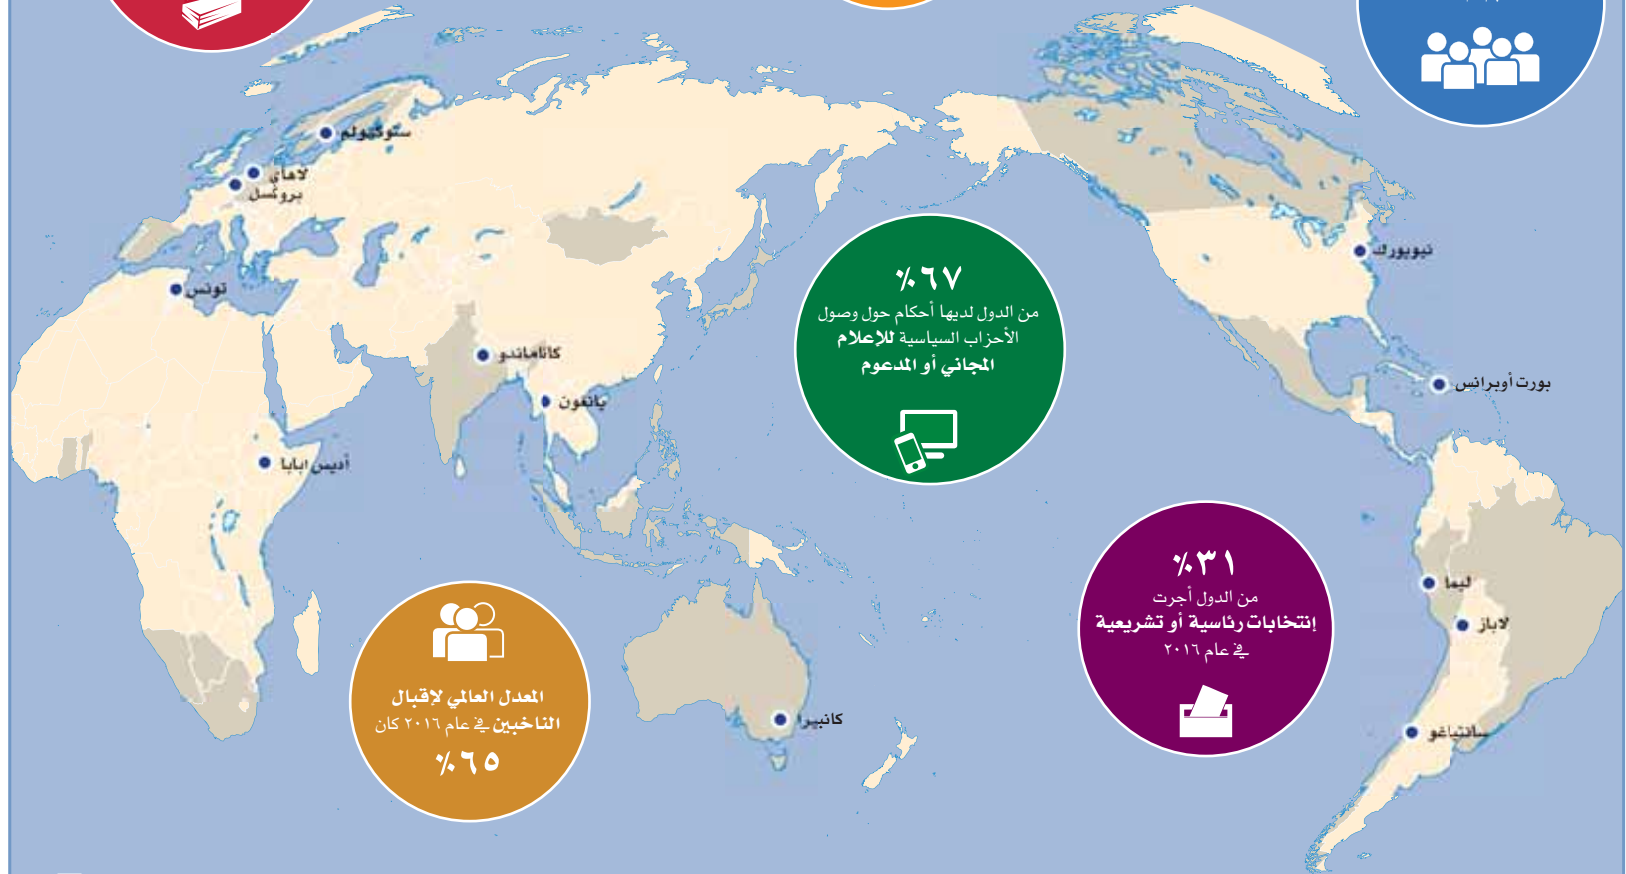 ستوكهولم
لاهاي
بروكسل
تونس
نيويورك
٪٦٧
من الدول لديها أحكام حول وصول
الأحزاب السياسية للإعلام
المجاني أو المدعوم
كاتاماندو
يانغون
بورت أوبرانس
أديس ابابا
٪٣١
من الدول أجرت
إنتخابات رئاسية أو تشريعية
في عام ٢٠١٦
ليما
لاباز
المعدل العالمي لإقبال
الناخبين في عام ٢٠١٦ كان
٪٦٥
كانبيرا
سانتياغو